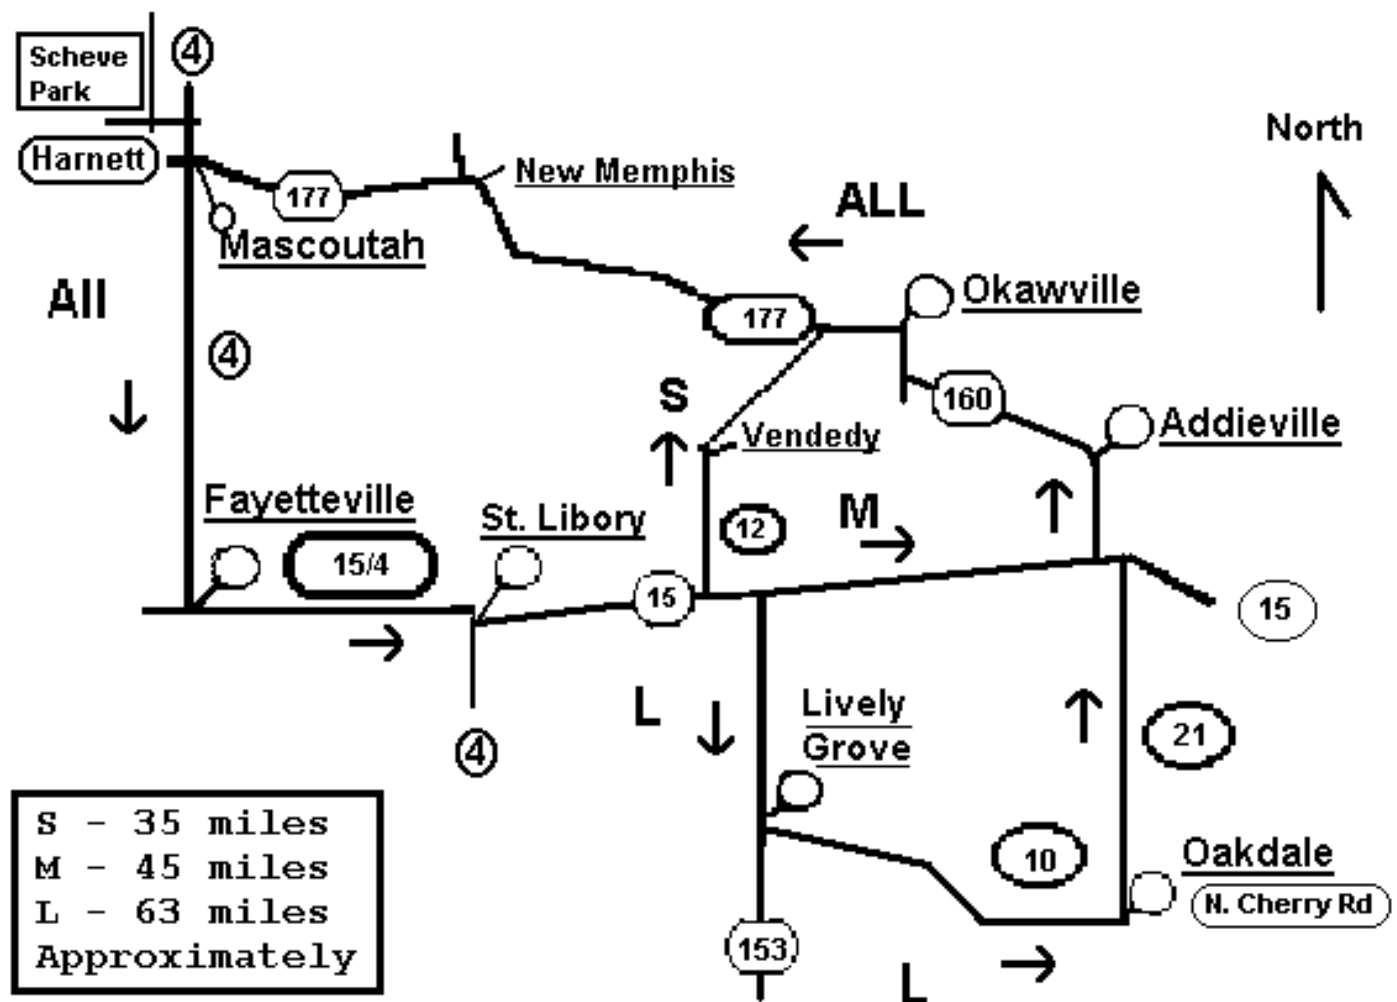 Scheve
Park
4
North
Harnett
177
New Memphis
ALL
Mascoutah
All
177
Okawville
4
S
160
Addieville
Vendedy
Fayetteville
St. Libory
12
M
15/4
15
15
L
Lively
Grove
21
4
S - 35 miles
M - 45 miles
L - 63 miles
Approximately
10
Oakdale
N. Cherry Rd
153
L